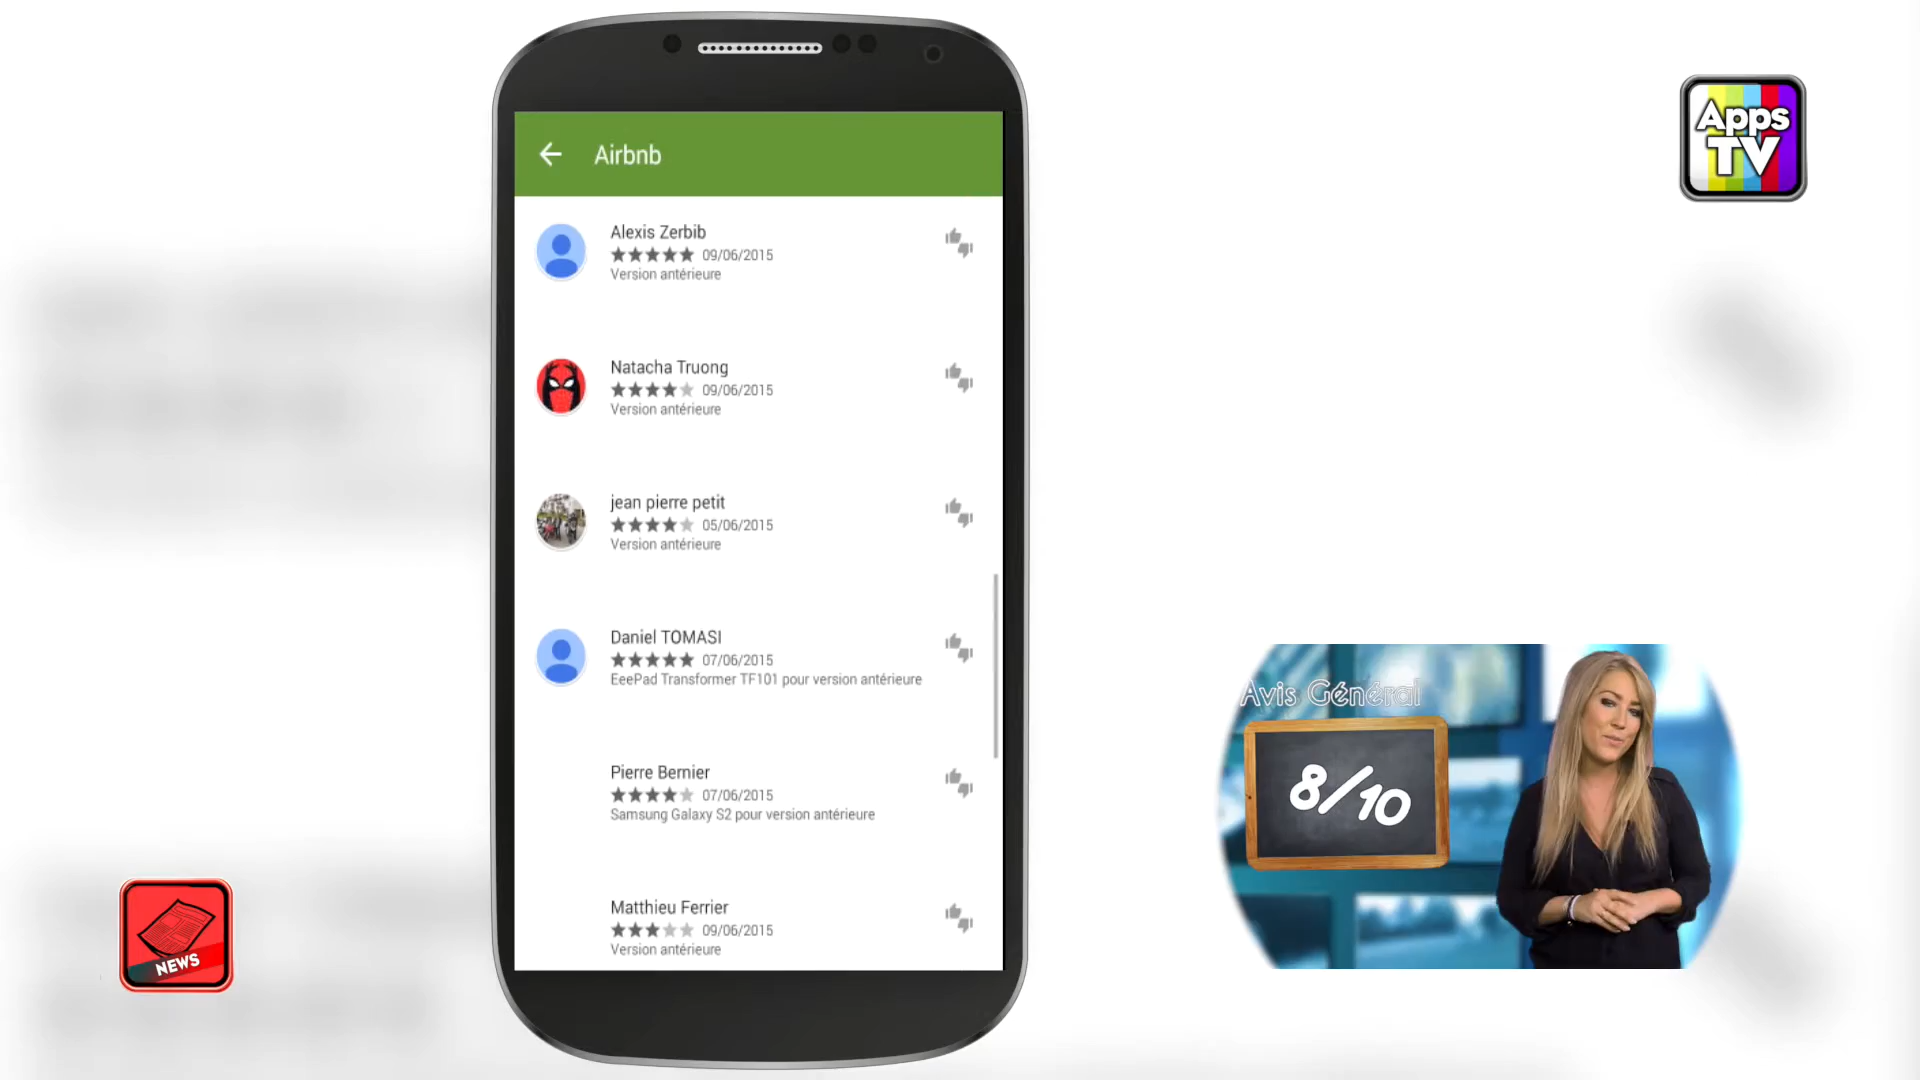 Apps
TV
Airbnb
Alexis Zerbib
09/06/2015
Version antérieure
Natacha Truong
09/06/2015
Version antérieure
jean pierre petit
05/06/2015
Version antérieure
Daniel TOMASI
07/06/2015
EeePad Transformer TF101 pour version antérieure
Pierre Bernier
07/06/2015
Samsung Galaxy S2 pour version antérieure
Matthieu Ferrier
09/06/2015
Version antérieure
Avis Général
8/10
NEWS